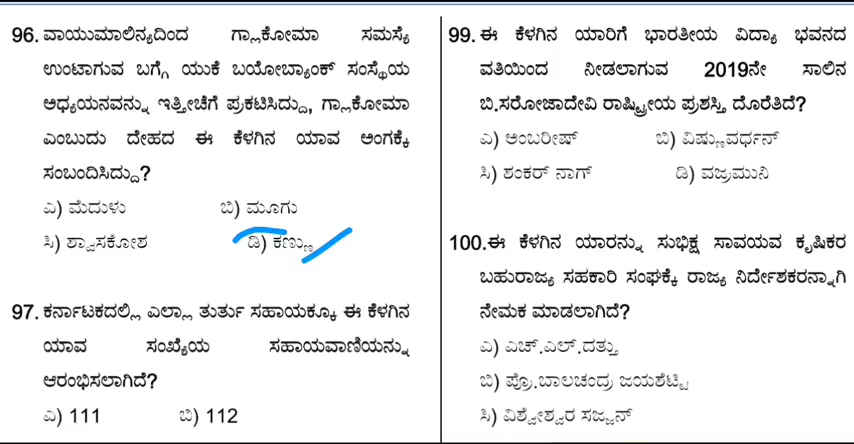 96. ವಾಯುಮಾಲಿನ್ಯದಿಂದ ಗ್ಲಾಕೋಮಾ ಸಮಸ್ಯೆ
ಉಂಟಾಗುವ ಬಗ್ಗೆ ಯುಕೆ ಬಯೋಬ್ಯಾಂಕ್ ಸಂಸ್ಥೆಯ
ಅಧ್ಯಯನವನ್ನು ಇತ್ತೀಚೆಗೆ ಪ್ರಕಟಿಸಿದ್ದು, ಗ್ಲಾಕೋಮಾ
ಎಂಬುದು ದೇಹದ ಈ ಕೆಳಗಿನ ಯಾವ ಅಂಗಕ್ಕೆ
ಸಂಬಂದಿಸಿದ್ದು?
ಎ) ಮೆದುಳು ಬಿ) ಮೂಗು
ಸಿ) ಶ್ವಾಸಕೋಶ ಡಿ) ಕಣ್ಣು
97. ಕರ್ನಾಟಕದಲ್ಲಿ ಎಲ್ಲಾ ತುರ್ತು ಸಹಾಯಕ್ಕೂ ಈ ಕೆಳಗಿನ
ಯಾವ ಸಂಖ್ಯೆಯ ಸಹಾಯವಾಣಿಯನ್ನು
ಆರಂಭಿಸಲಾಗಿದೆ?
ಎ) 111 ಬಿ) 112
99. ಈ ಕೆಳಗಿನ ಯಾರಿಗೆ ಭಾರತೀಯ ವಿದ್ಯಾ ಭವನದ
ವತಿಯಿಂದ ನೀಡಲಾಗುವ 2019ನೇ ಸಾಲಿನ
ಬಿ.ಸರೋಜಾದೇವಿ ರಾಷ್ಟ್ರೀಯ ಪ್ರಶಸ್ತಿ ದೊರೆತಿದೆ?
ಎ) ಅಂಬರೀಷ್ ಬಿ) ವಿಷ್ಣುವರ್ಧನ್
ಸಿ) ಶಂಕರ್ ನಾಗ್ ಡಿ) ವಜ್ರಮುನಿ
100. ಈ ಕೆಳಗಿನ ಯಾರನ್ನು ಸುಭಿಕ್ಷ ಸಾವಯವ ಕೃಷಿಕರ
ಬಹುರಾಜ್ಯ ಸಹಕಾರಿ ಸಂಘಕ್ಕೆ ರಾಜ್ಯ ನಿರ್ದೇಶಕರನ್ನಾಗಿ
ನೇಮಕ ಮಾಡಲಾಗಿದೆ?
ಎ) ಎಚ್.ಎಲ್.ದತ್ತು
ಬಿ) ಪ್ರೊ.ಬಾಲಚಂದ್ರ ಜಯಶೆಟ್ಟಿ
ಸಿ) ವಿಶ್ವೇಶ್ವರ ಸಜ್ಜನ್